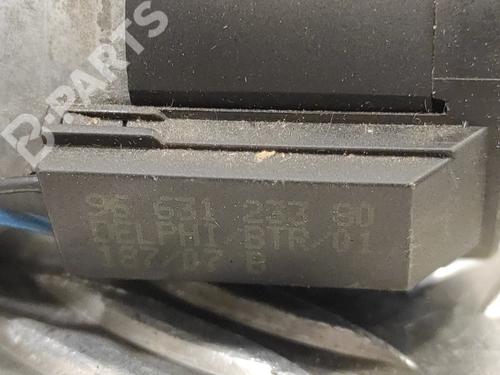 B-PARTS
96 631 233 80
DELPHI/BTR/01
187/07 B